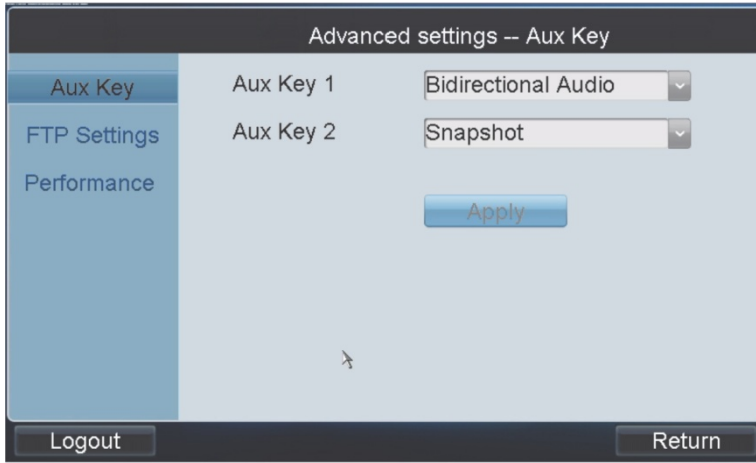 Advanced settings -- Aux Key
Aux Key
FTP Settings
Performance
Aux Key 1
Bidirectional Audio
Aux Key 2
Snapshot
Apply
Logout
Return